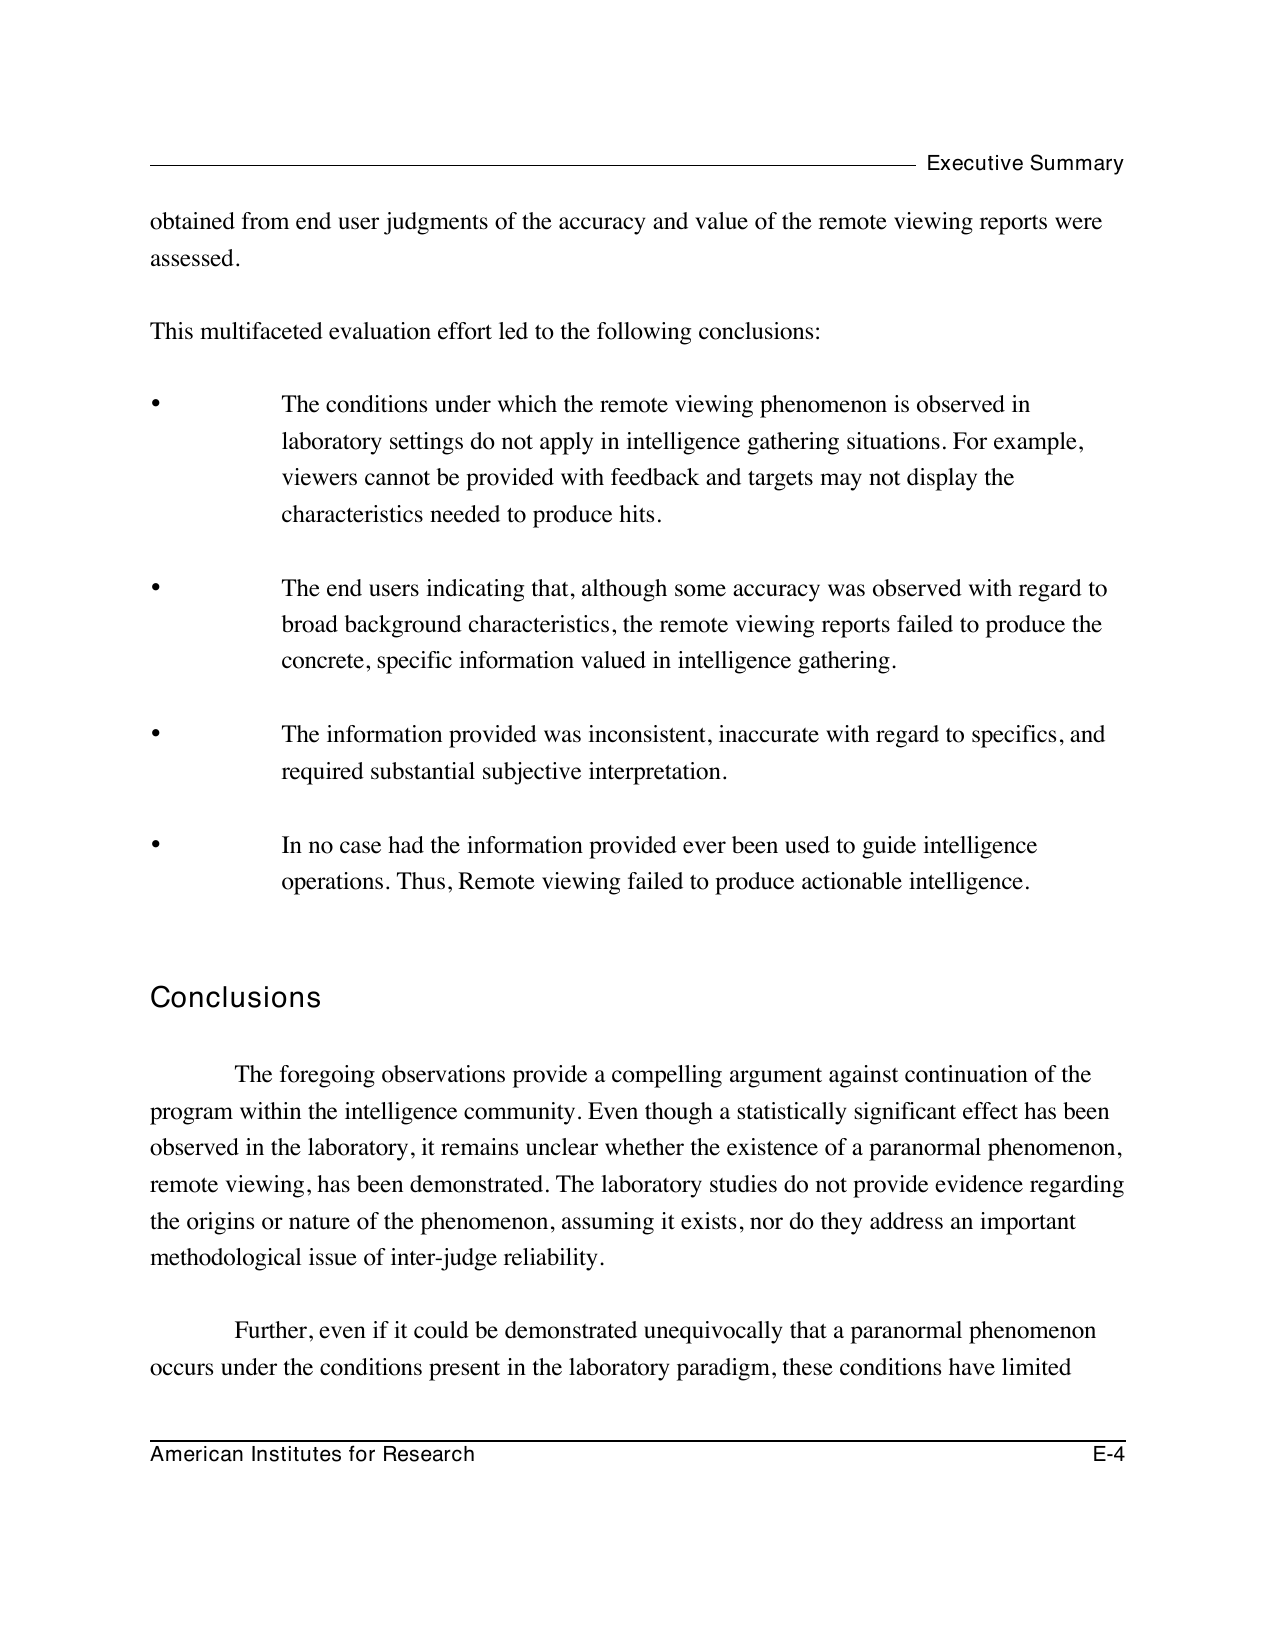 Executive Summary
obtained from end user judgments of the accuracy and value of the remote viewing reports were
assessed.
This multifaceted evaluation effort led to the following conclusions:
• The conditions under which the remote viewing phenomenon is observed in
laboratory settings do not apply in intelligence gathering situations. For example,
viewers cannot be provided with feedback and targets may not display the
characteristics needed to produce hits.
• The end users indicating that, although some accuracy was observed with regard to
broad background characteristics, the remote viewing reports failed to produce the
concrete, specific information valued in intelligence gathering.
• The information provided was inconsistent, inaccurate with regard to specifics, and
required substantial subjective interpretation.
• In no case had the information provided ever been used to guide intelligence
operations. Thus, Remote viewing failed to produce actionable intelligence.
Conclusions
The foregoing observations provide a compelling argument against continuation of the
program within the intelligence community. Even though a statistically significant effect has been
observed in the laboratory, it remains unclear whether the existence of a paranormal phenomenon,
remote viewing, has been demonstrated. The laboratory studies do not provide evidence regarding
the origins or nature of the phenomenon, assuming it exists, nor do they address an important
methodological issue of inter-judge reliability.
Further, even if it could be demonstrated unequivocally that a paranormal phenomenon
occurs under the conditions present in the laboratory paradigm, these conditions have limited
American Institutes for Research E-4